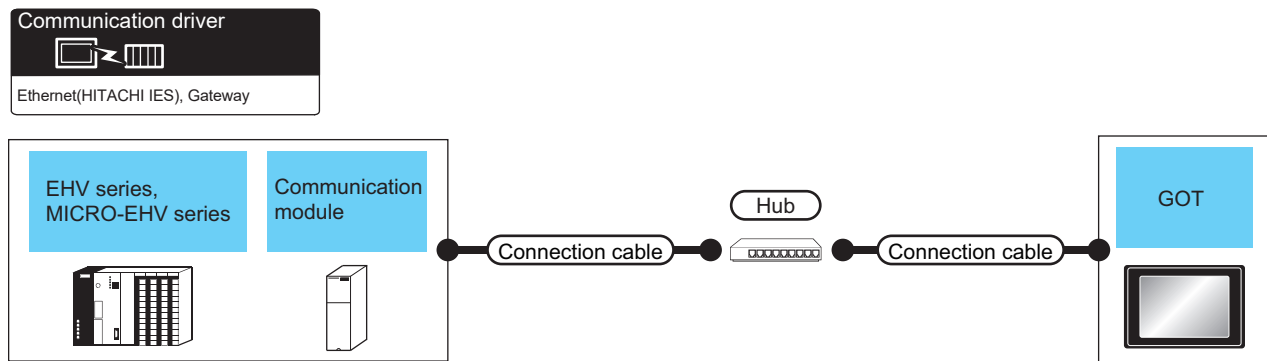 Communication driver
Ethernet(HITACHI IES), Gateway
EHV series,
MICRO-EHV series
Communication
module
Connection cable
Hub
Connection cable
GOT